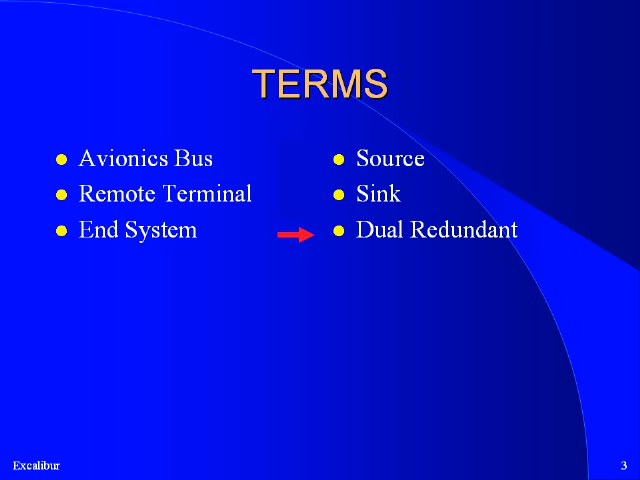 TERMS
Avionics Bus
Remote Terminal
End System
Source
Sink
Dual Redundant
Excalibur
3